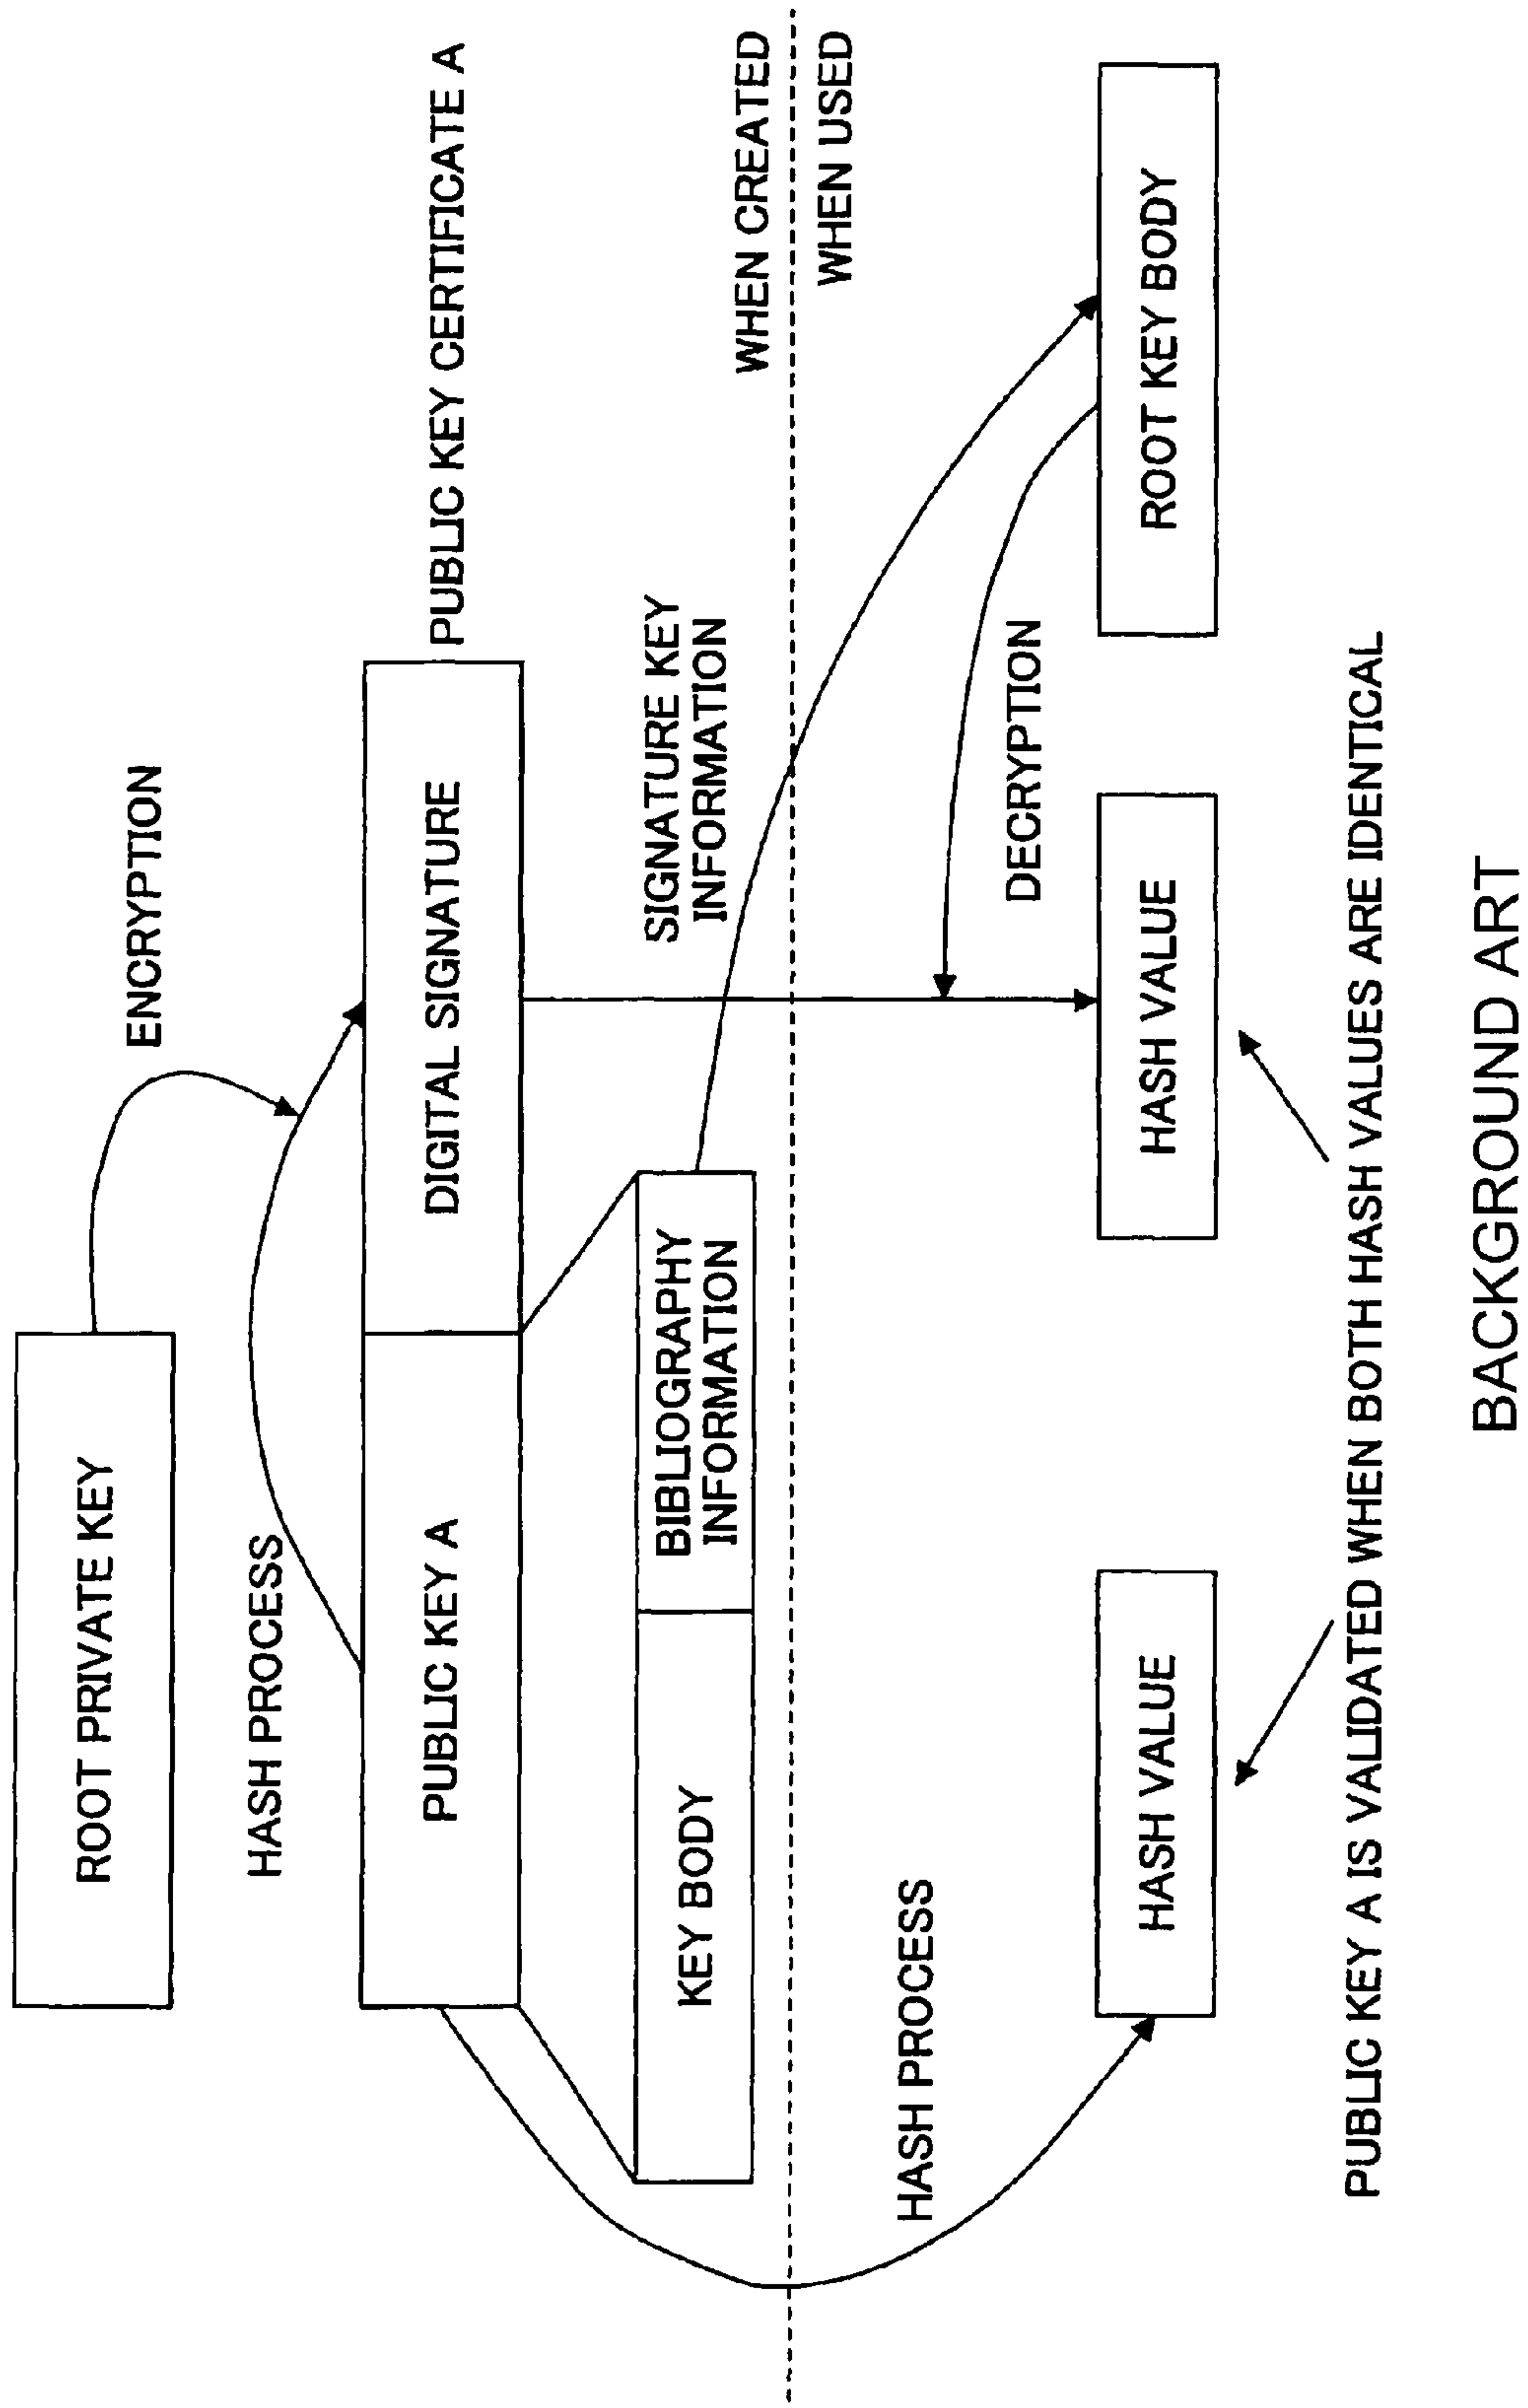 ROOT PRIVATE KEY
ENCRYPTION
HASH PROCESS
PUBLIC KEY A
DIGITAL SIGNATURE
PUBLIC KEY CERTIFICATE A
KEY BODY
BIBLIOGRAPHY
INFORMATION
SIGNATURE KEY
INFORMATION
WHEN CREATED
WHEN USED
HASH PROCESS
DECRYPTION
HASH VALUE
HASH VALUE
ROOT KEY BODY
PUBLIC KEY A IS VALIDATED WHEN BOTH HASH VALUES ARE IDENTICAL
BACKGROUND ART